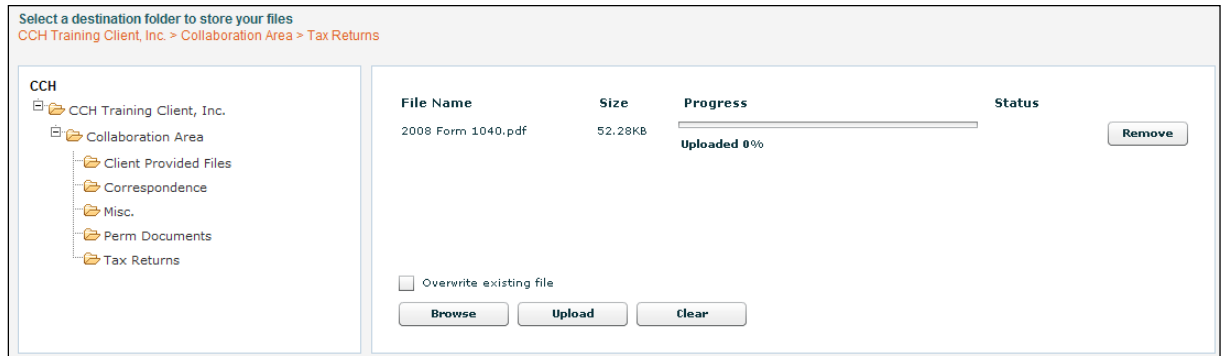 Select a destination folder to store your files
CCH Training Client, Inc. > Collaboration Area > Tax Returns
CCH
CCH Training Client, Inc.
Collaboration Area
Client Provided Files
Correspondence
Misc.
Perm Documents
Tax Returns
File Name Size Progress Status
2008 Form 1040.pdf 52.28KB Remove
Uploaded 0%
Overwrite existing file
Browse Upload Clear